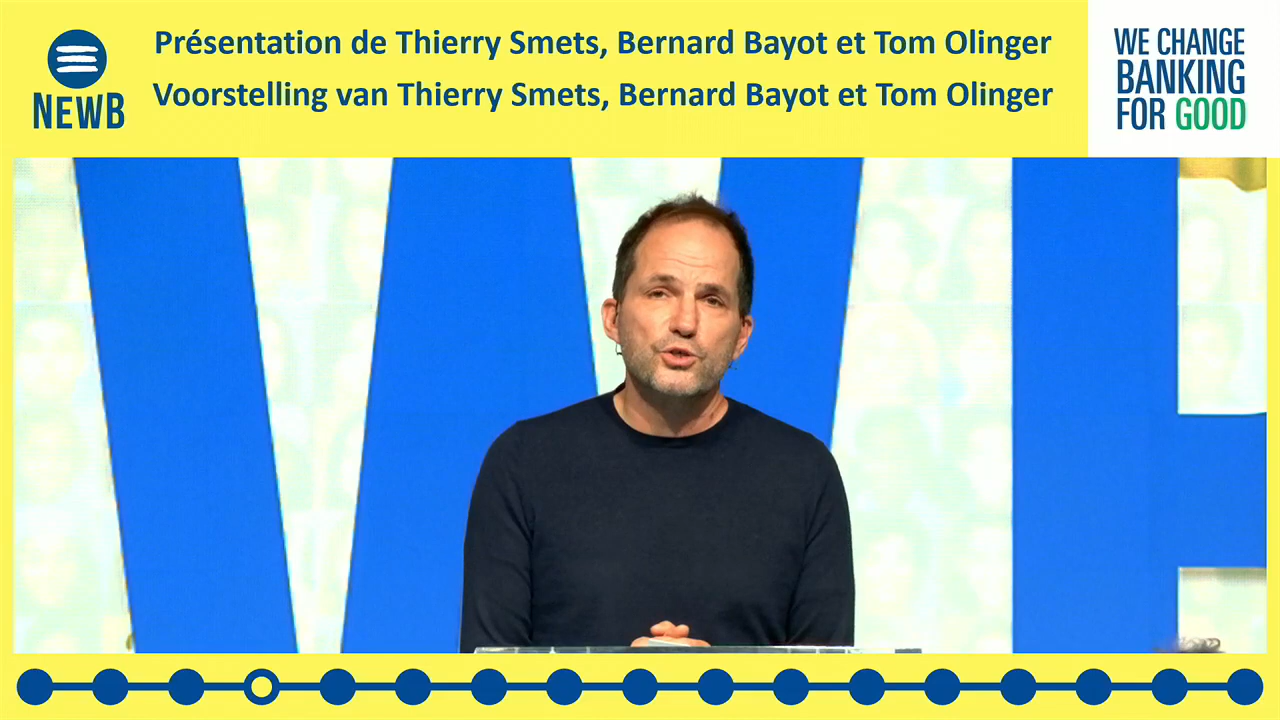 Présentation de Thierry Smets, Bernard Bayot et Tom Olinger
Voorstelling van Thierry Smets, Bernard Bayot et Tom Olinger
NEWB
WE CHANGE
BANKING
FOR GOOD